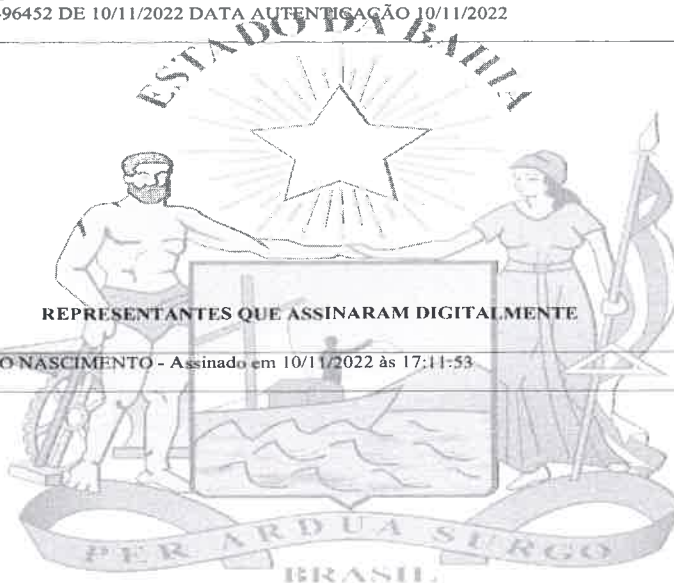 96452 DE 10/11/2022 DATA AUTENTICAÇÃO 10/11/2022
ESTADO DA BAHIA
REPRESENTANTES QUE ASSINARAM DIGITALMENTE
O NASCIMENTO - Assinado em 10/11/2022 às 17:11:53
PER ARDUA SURGO
BRASIL